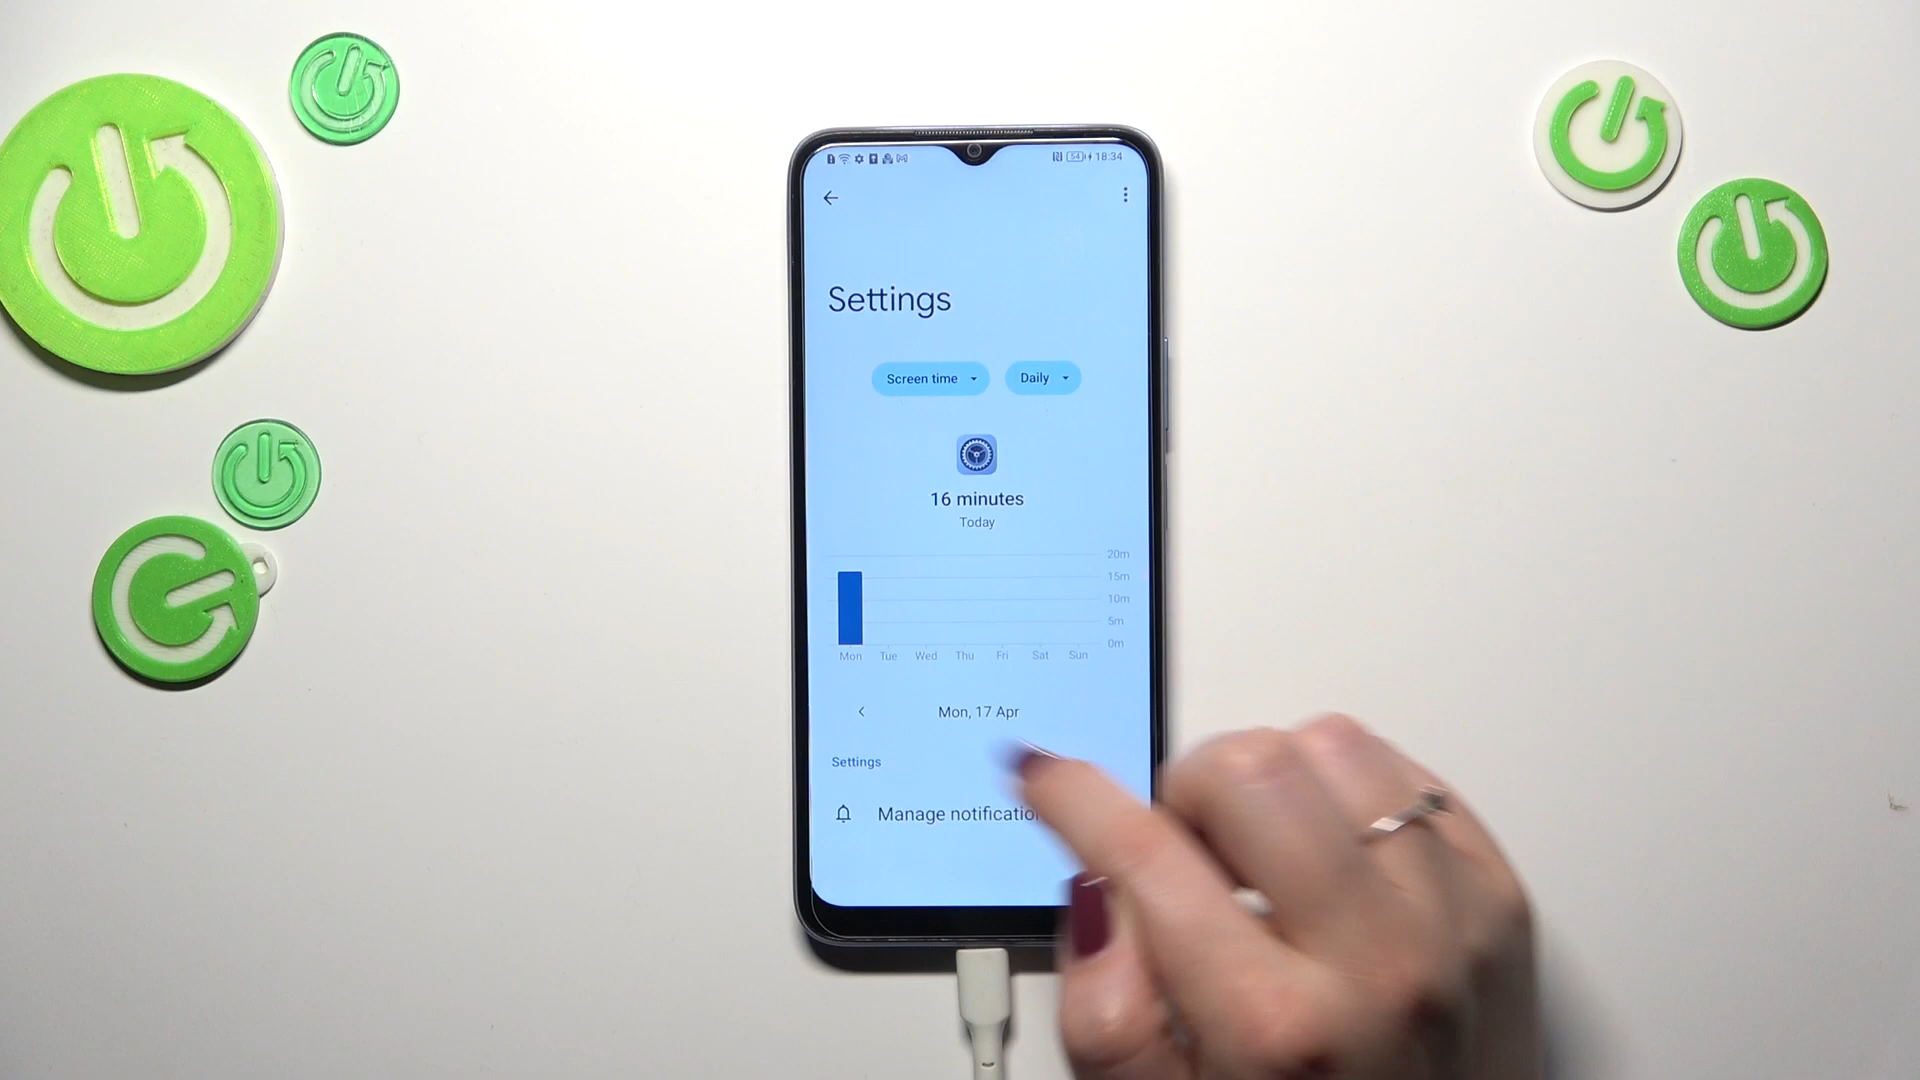 54 18:34
Settings
Screen time Daily
16 minutes
Today
20m
15m
10m
5m
0m
Mon Tue Wed Thu Fri Sat Sun
Mon, 17 Apr
Settings
Manage